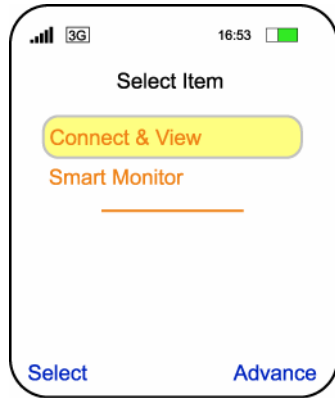 3G 16:53
Select Item
Connect & View
Smart Monitor
Select Advance